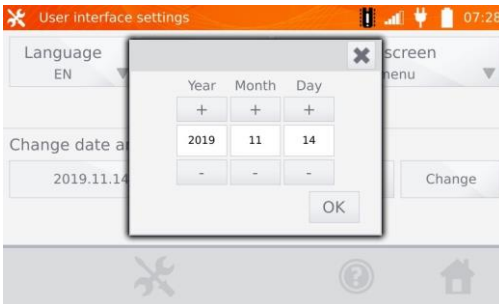 User interface settings 07:28
Language screen
EN menu
Year Month Day
+ + +
2019 11 14
- - -
OK
Change date a
2019.11.14 Change